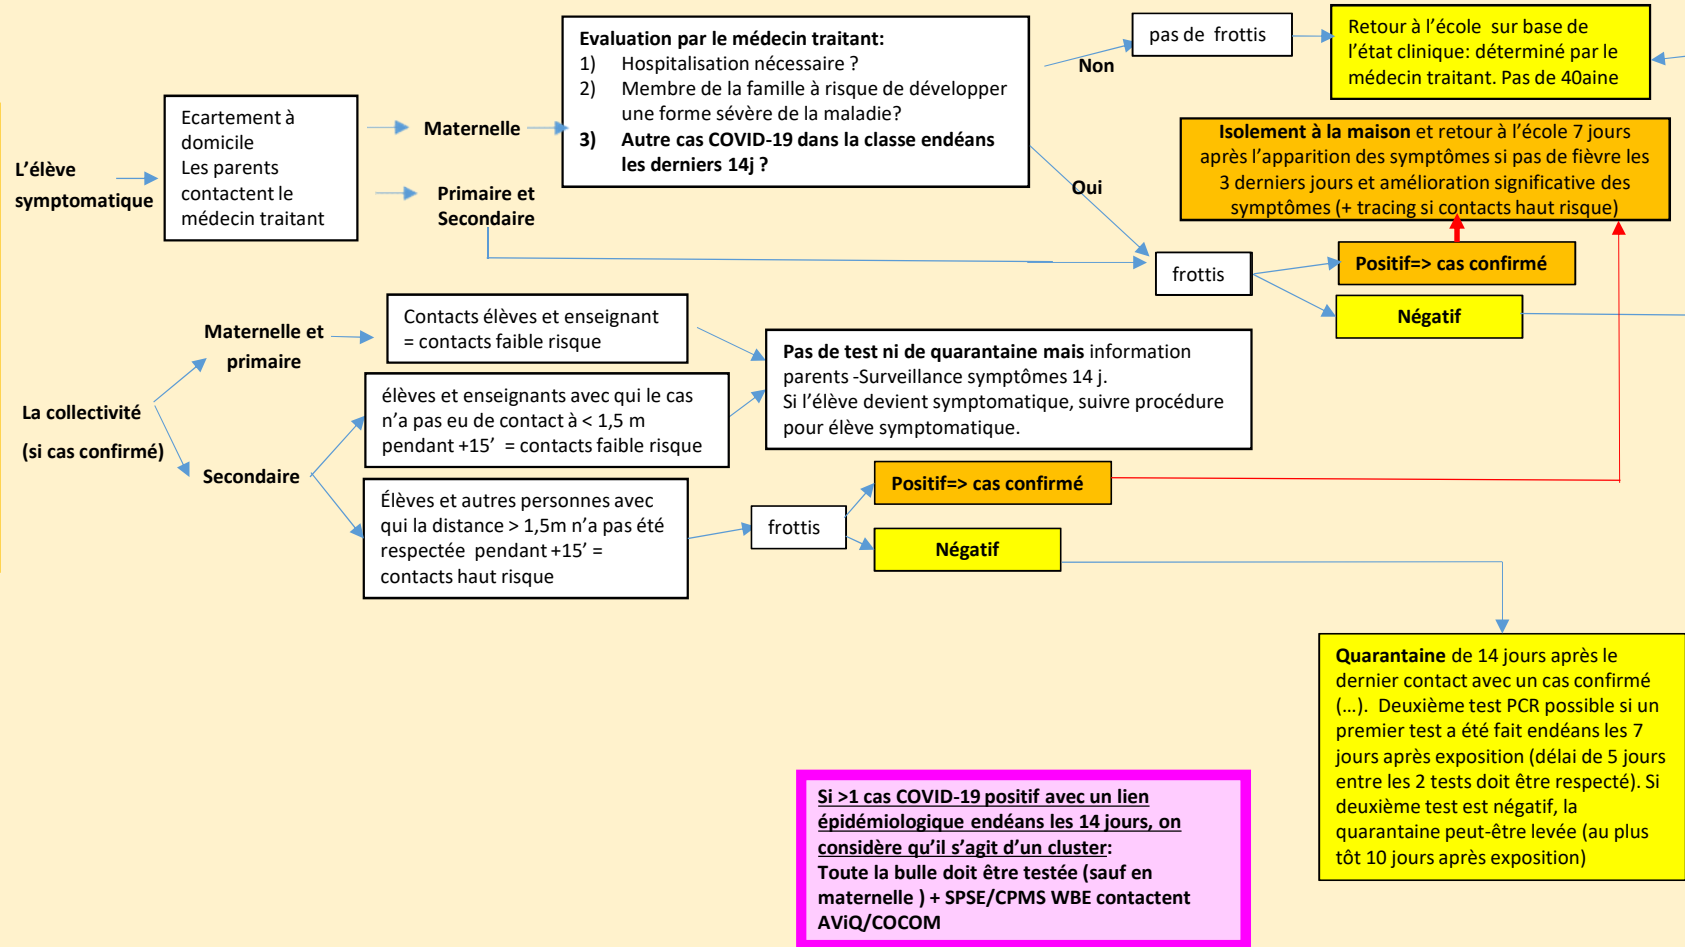 L'élève
symptomatique
Ecartement à
domicile
Les parents
contactent le
médecin traitant
Maternelle
Primaire et
Secondaire
Evaluation par le médecin traitant:
1) Hospitalisation nécessaire ?
2) Membre de la famille à risque de développer
une forme sévère de la maladie?
3) Autre cas COVID-19 dans la classe endéans
les derniers 14j ?
Non
Oui
pas de frottis
Retour à l'école sur base de
l'état clinique: déterminé par le
médecin traitant. Pas de 40aine
Isolement à la maison et retour à l'école 7 jours
après l'apparition des symptômes si pas de fièvre les
3 derniers jours et amélioration significative des
symptômes (+ tracing si contacts haut risque)
frottis
Positif=> cas confirmé
Négatif
La collectivité
(si cas confirmé)
Maternelle et
primaire
Secondaire
Contacts élèves et enseignant
= contacts faible risque
élèves et enseignants avec qui le cas
n'a pas eu de contact à < 1,5 m
pendant +15' = contacts faible risque
Élèves et autres personnes avec
qui la distance > 1,5m n'a pas été
respectée pendant +15' =
contacts haut risque
Pas de test ni de quarantaine mais information
parents -Surveillance symptômes 14 j.
Si l'élève devient symptomatique, suivre procédure
pour élève symptomatique.
frottis
Positif=> cas confirmé
Négatif
Quarantaine de 14 jours après le
dernier contact avec un cas confirmé
(…). Deuxième test PCR possible si un
premier test a été fait endéans les 7
jours après exposition (délai de 5 jours
entre les 2 tests doit être respecté). Si
deuxième test est négatif, la
quarantaine peut-être levée (au plus
tôt 10 jours après exposition)
Si >1 cas COVID-19 positif avec un lien
épidémiologique endéans les 14 jours, on
considère qu'il s'agit d'un cluster:
Toute la bulle doit être testée (sauf en
maternelle ) + SPSE/CPMS WBE contactent
AViQ/COCOM